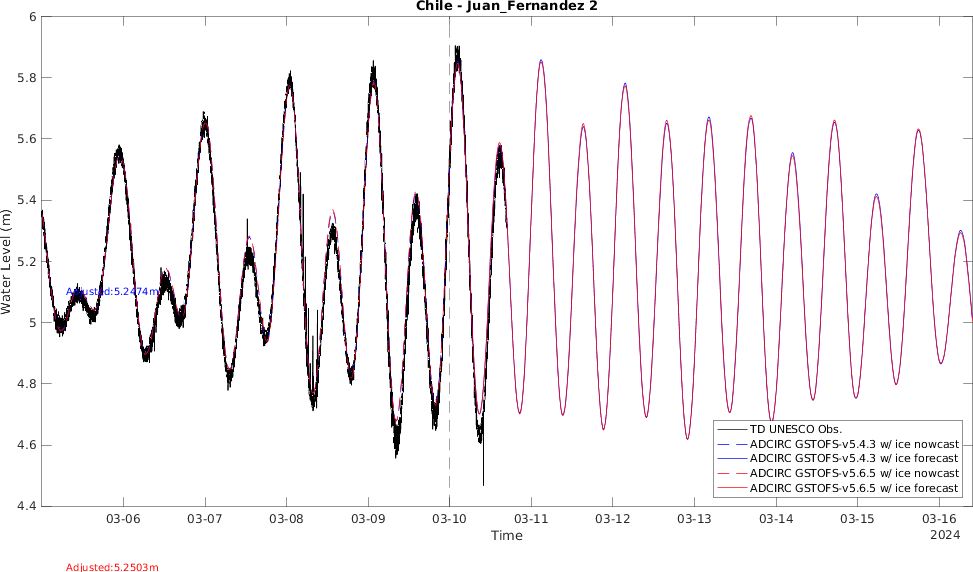 Chile - Juan_Fernandez 2
6
5.8
5.6
5.4
5.2
5
4.8
4.6
4.4
Water Level (m)
Adjusted:5.2474m
TD UNESCO Obs.
ADCIRC GSTOFS-v5.4.3 w/ ice nowcast
ADCIRC GSTOFS-v5.4.3 w/ ice forecast
ADCIRC GSTOFS-v5.6.5 w/ ice nowcast
ADCIRC GSTOFS-v5.6.5 w/ ice forecast
03-06 03-07 03-08 03-09 03-10 03-11 03-12 03-13 03-14 03-15 03-16
Time
2024
Adjusted:5.2503m